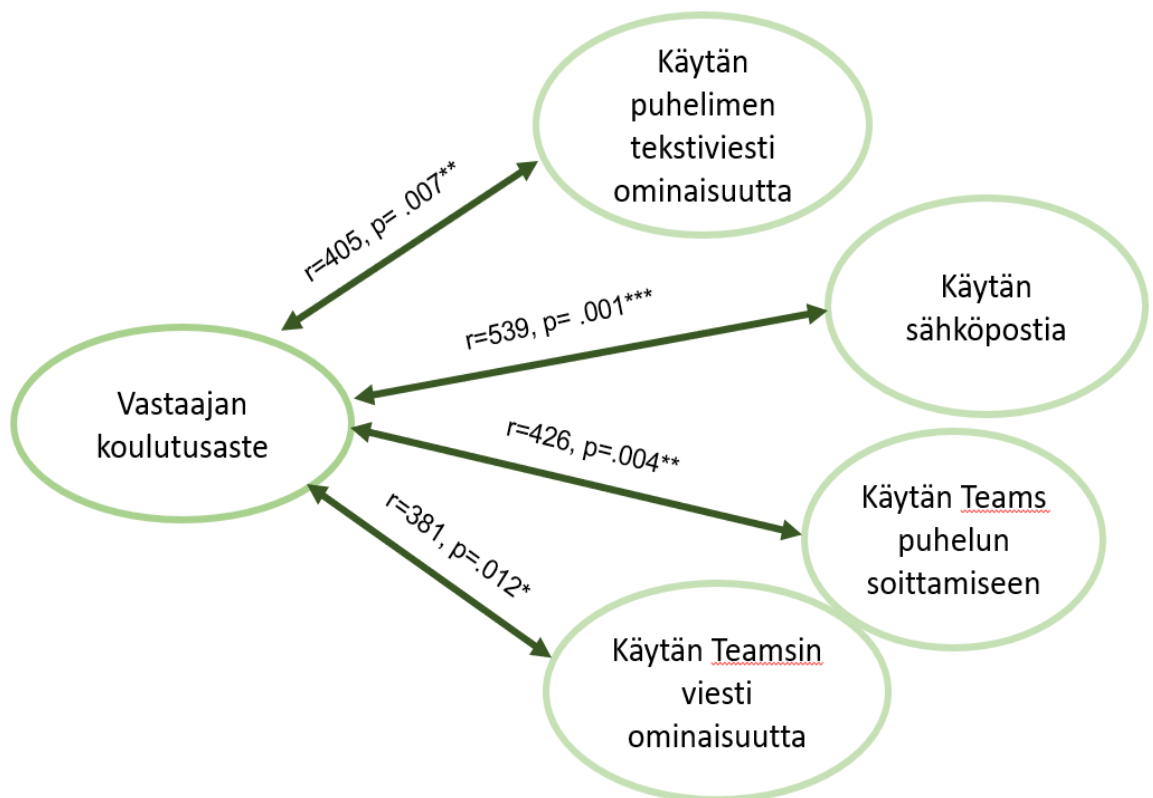 Käytän
puhelimen
tekstiviesti
ominaisuutta
r=405, p= .007**
Käytän
sähköpostia
r=539, p= .001***
Vastaajan
koulutusaste
r=426, p=.004**
Käytän Teams
puhelun
soittamiseen
r=381, p=.012*
Käytän Teamsin
viesti
ominaisuutta